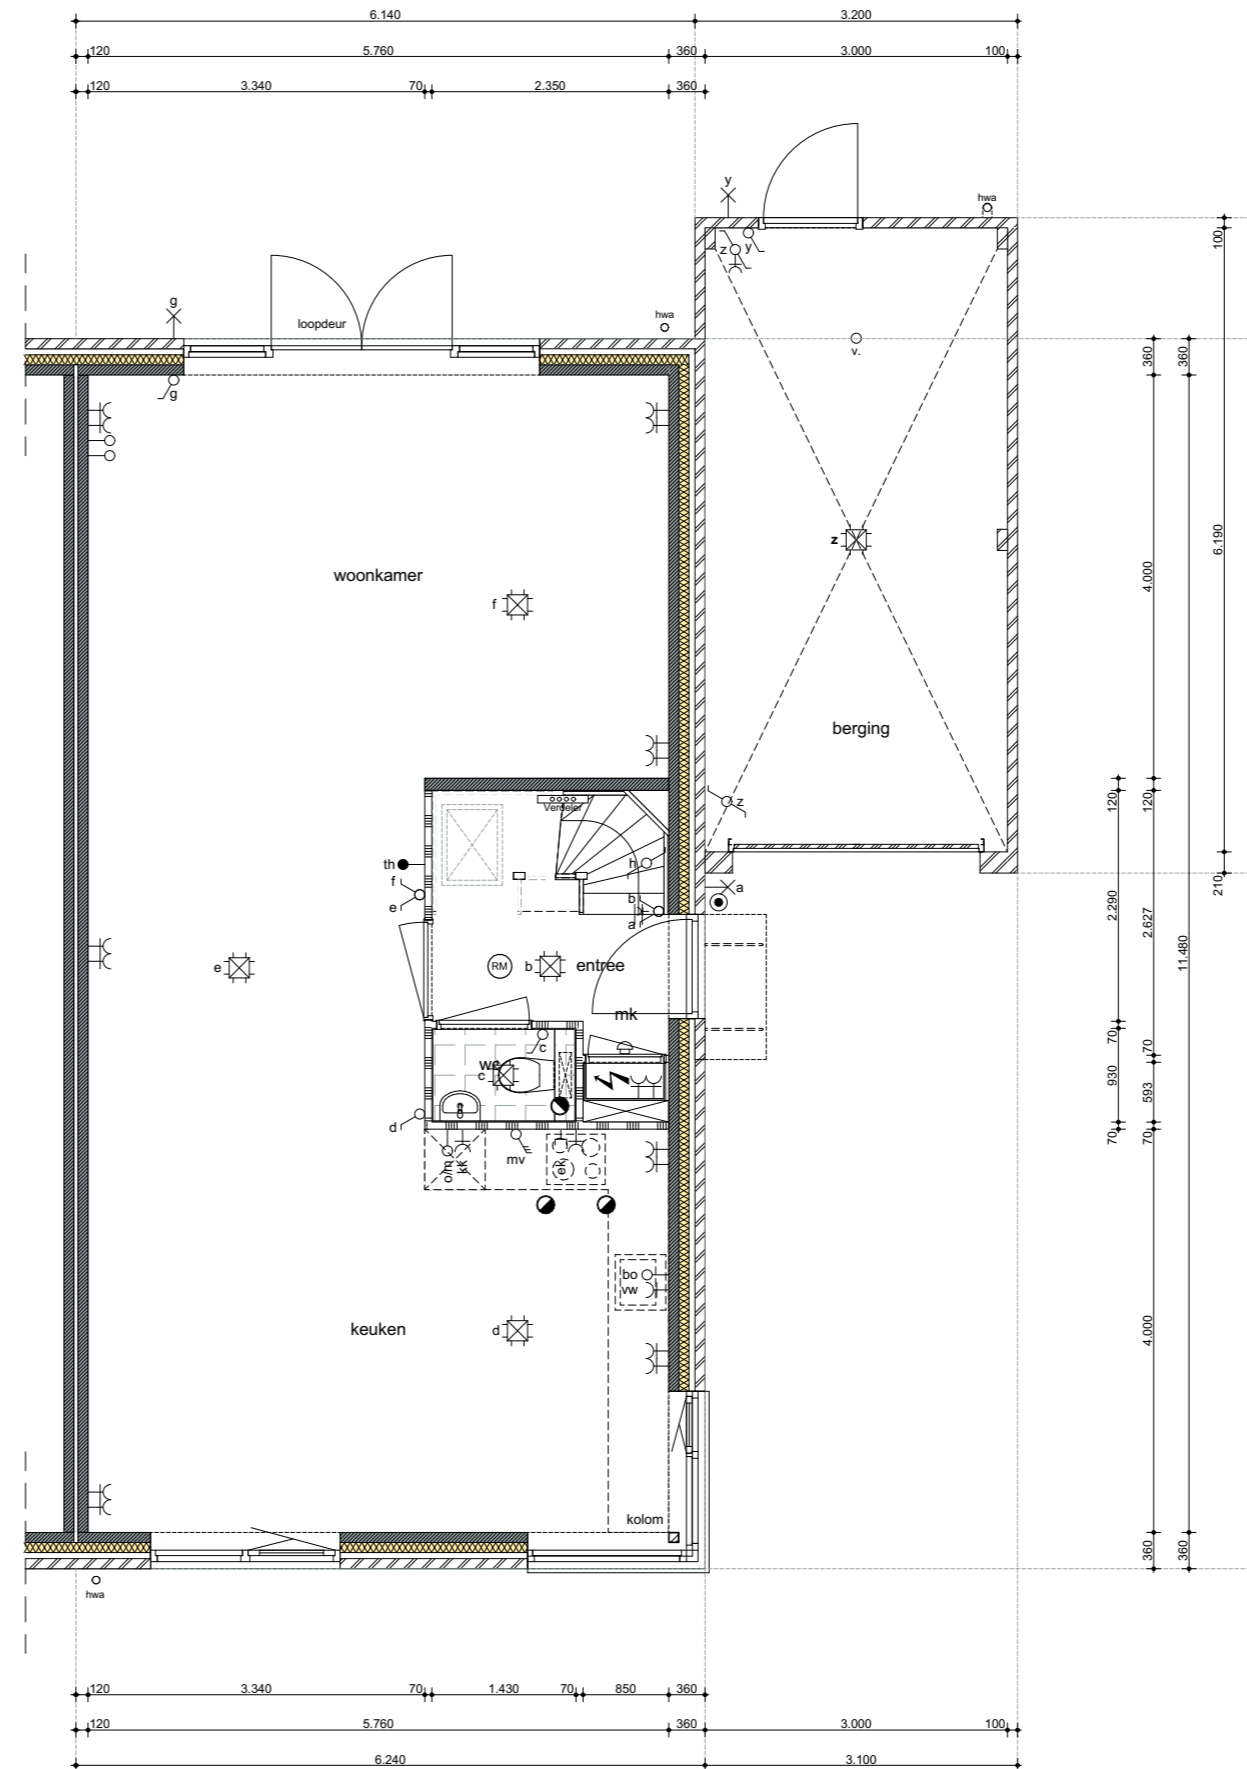 6.140 3.200
120 5.760 360 3.000 100
120 3.340 70 2.350 360
y
hwa
z y
100
g
loopdeur
hwa
v.
360 360
g
6.190
z
woonkamer
f
4.000
berging
120 120
Verdeler
z
th
h
f
e
b
a
a
210
2.290
2.627
11.480
e
RM
b
entree
mk
c
wc
c
70
70
930
593
d
70
70
mv
o/m
kk
ek
bo
vw
keuken
d
4.000
kolom
360 360
hwa
120 3.340 70 1.430 70 850 360
120 5.760 360 3.000 100
6.240 3.100